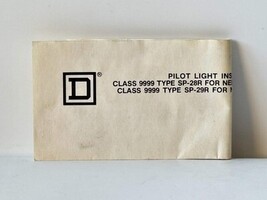 D®
PILOT LIGHT INS
CLASS 9999 TYPE SP-28R FOR NE
CLASS 9999 TYPE SP-29R FOR